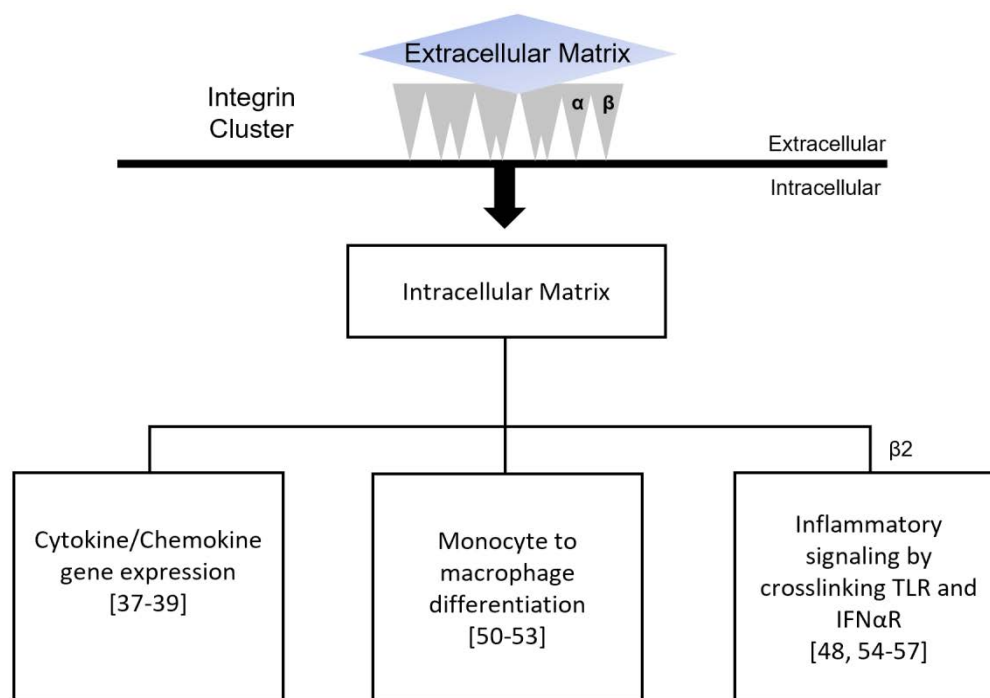 Extracellular Matrix
Integrin
Cluster
α β
Extracellular
Intracellular
Intracellular Matrix
β2
Cytokine/Chemokine
gene expression
[37-39]
Monocyte to
macrophage
differentiation
[50-53]
Inflammatory
signaling by
crosslinking TLR and
IFNαR
[48, 54-57]